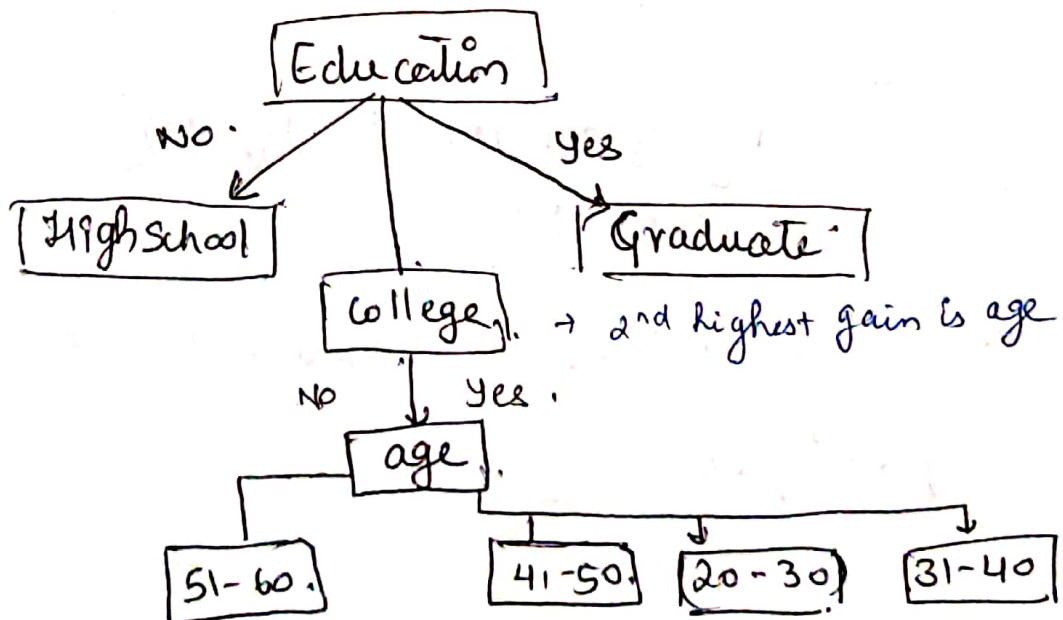 Education
No. Yes
High School Graduate.
college. → 2nd highest gain is age
No Yes.
age.
51-60. 41-50. 20-30 31-40